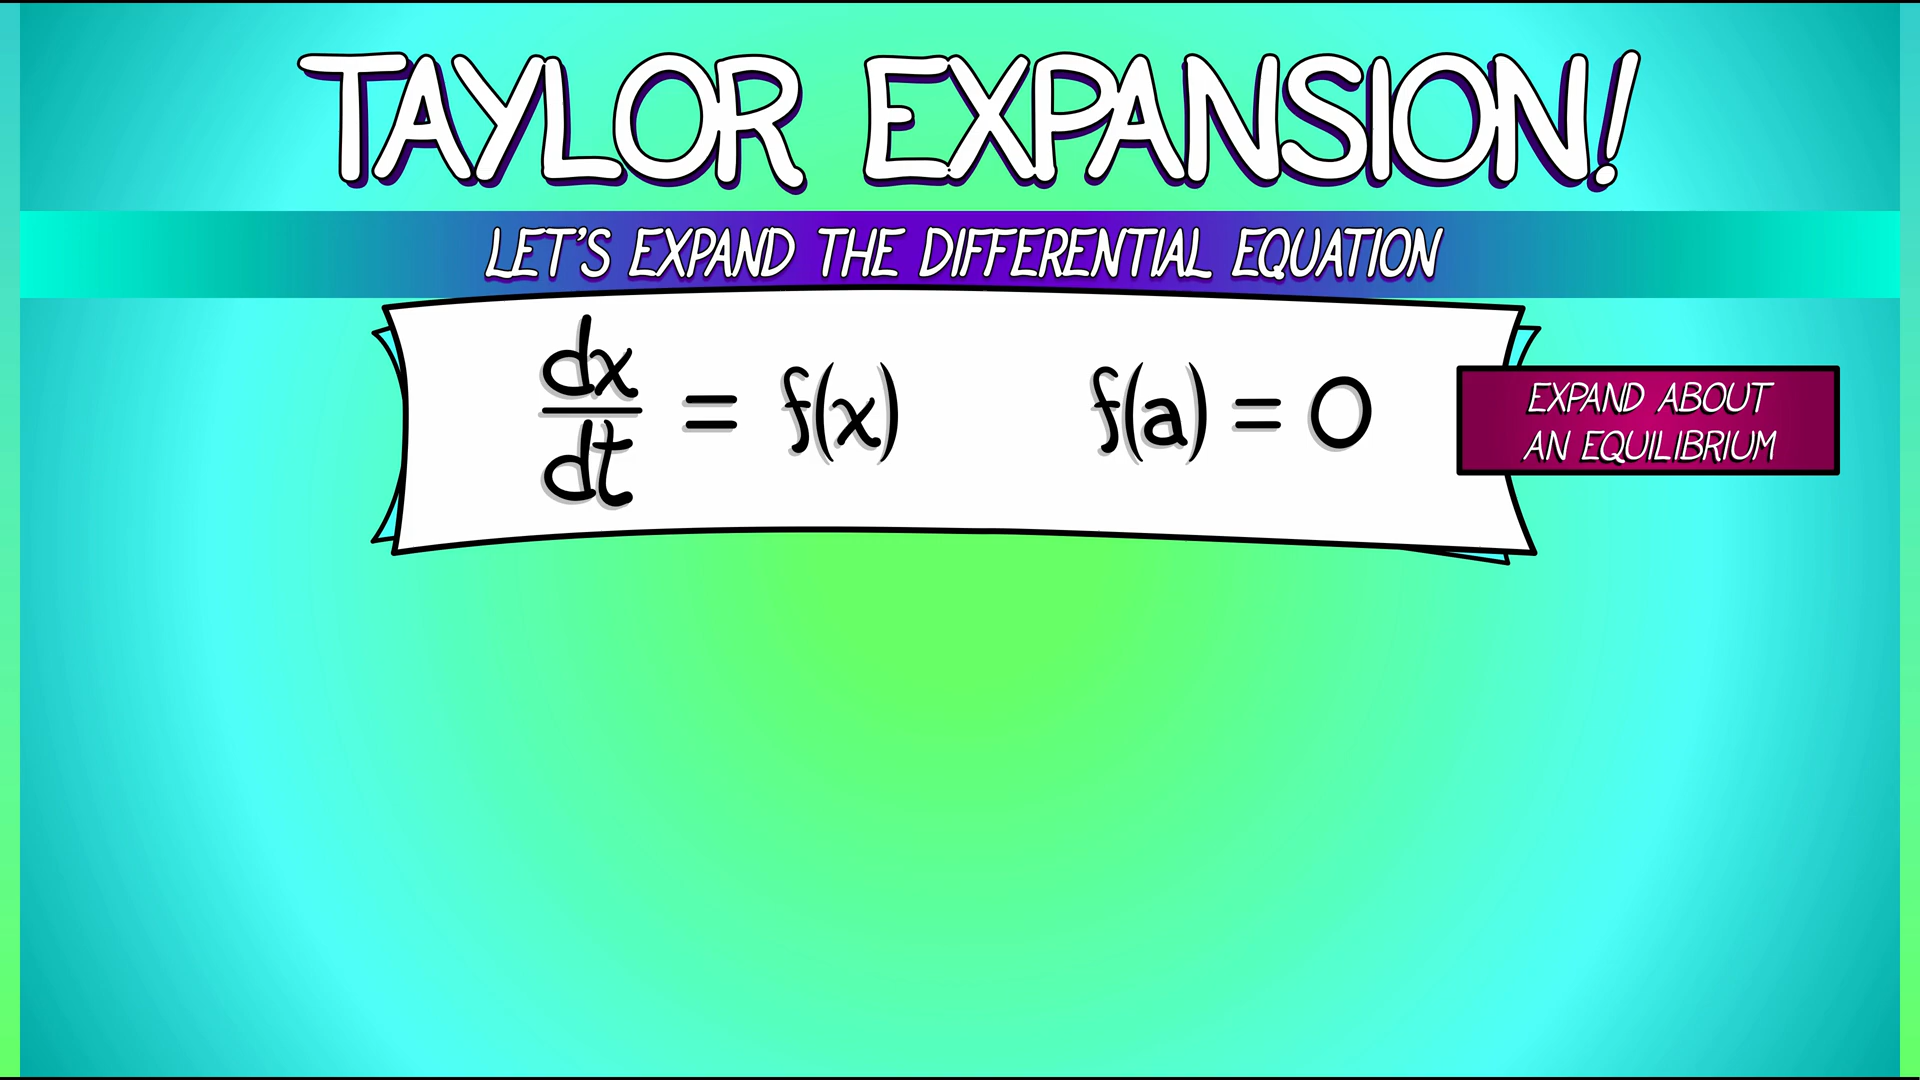 TAYLOR EXPANSION!
LET'S EXPAND THE DIFFERENTIAL EQUATION
dx/dt = f(x) f(a) = 0
EXPAND ABOUT
AN EQUILIBRIUM